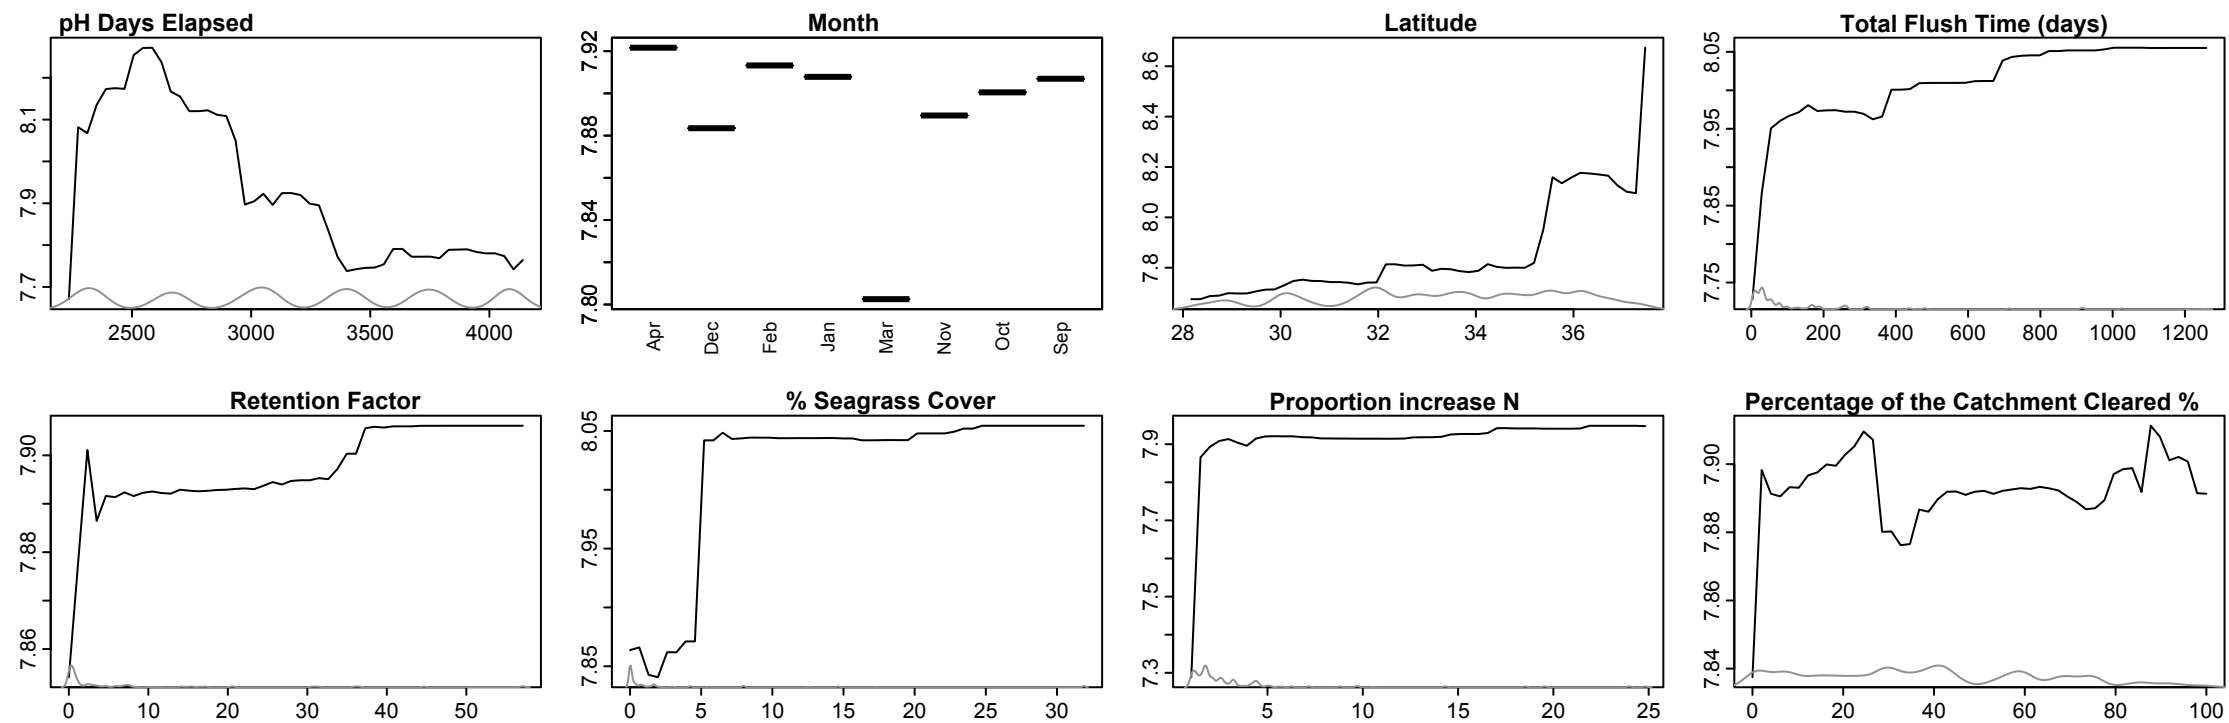 pH Days Elapsed
8.1
7.9
7.7
2500 3000 3500 4000
Month
7.92
7.88
7.84
7.80
Apr Dec Feb Jan Mar Nov Oct Sep
Latitude
8.6
8.4
8.2
8.0
7.8
28 30 32 34 36
Total Flush Time (days)
8.05
7.95
7.85
7.75
0 200 400 600 800 1000 1200
Retention Factor
7.90
7.88
7.86
0 10 20 30 40 50
% Seagrass Cover
8.05
7.95
7.85
0 5 10 15 20 25 30
Proportion increase N
7.9
7.7
7.5
7.3
5 10 15 20 25
Percentage of the Catchment Cleared %
7.90
7.88
7.86
7.84
0 20 40 60 80 100